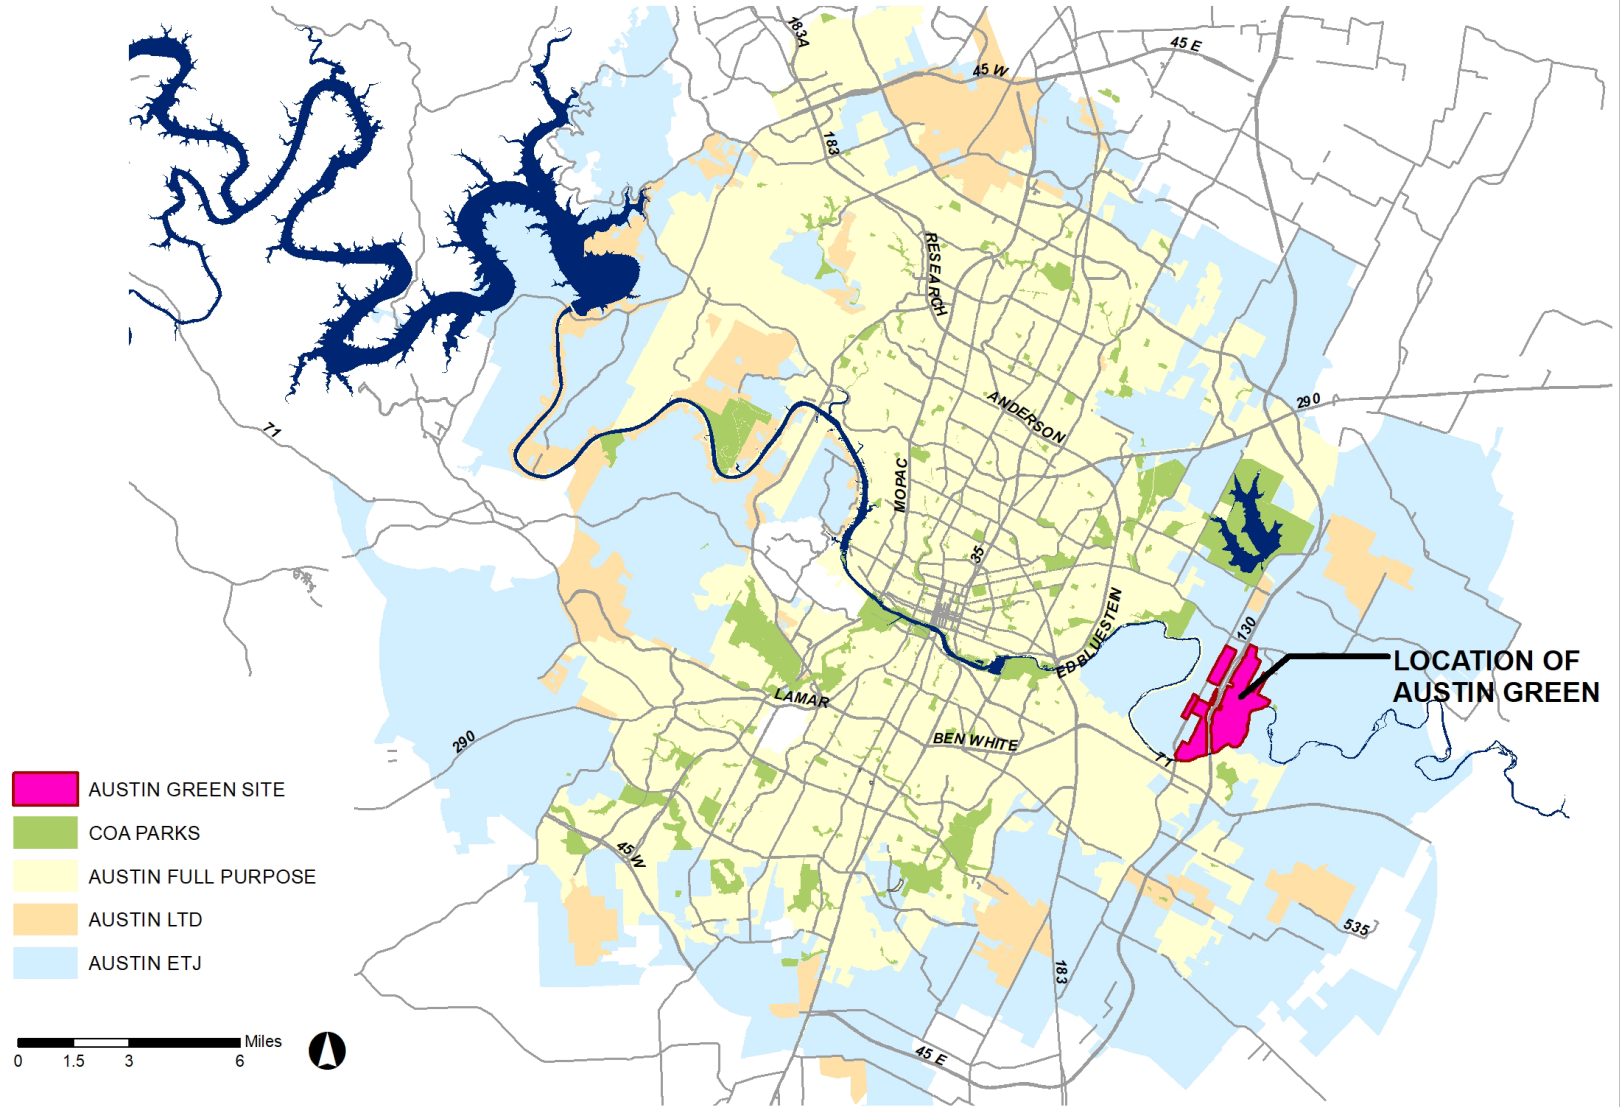 183A
45 E
45 W
183
RESEARCH
ANDERSON
290
71
MOPAC
35
ED BLUESTEIN
130
LOCATION OF
AUSTIN GREEN
LAMAR
BEN WHITE
71
290
AUSTIN GREEN SITE
COA PARKS
AUSTIN FULL PURPOSE
AUSTIN LTD
AUSTIN ETJ
45 W
535
183
45 E
Miles
0 1.5 3 6